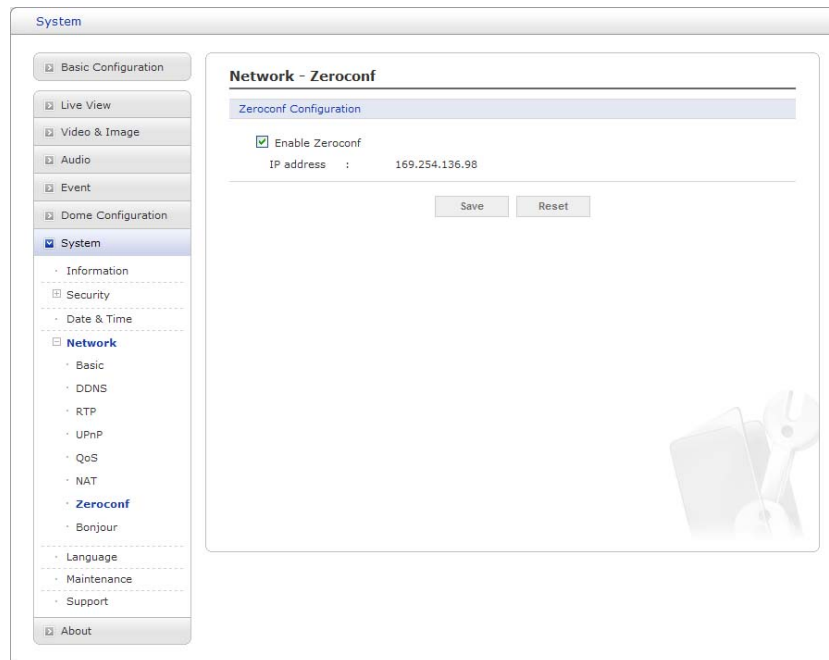 System
Basic Configuration
Live View
Video & Image
Audio
Event
Dome Configuration
System
Information
Security
Date & Time
Network
Basic
DDNS
RTP
UPnP
QoS
NAT
Zeroconf
Bonjour
Language
Maintenance
Support
About
Network - Zeroconf
Zeroconf Configuration
Enable Zeroconf
IP address : 169.254.136.98
Save Reset